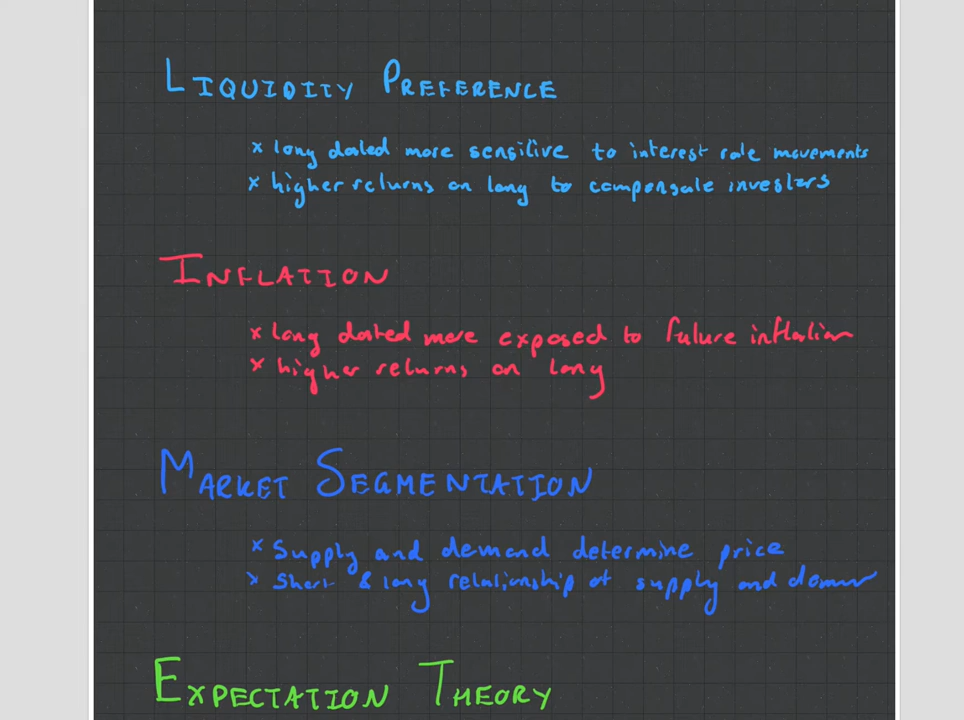 LIQUIDITY PREFERENCE
x long dated more sensitive to interest rate movements
x higher returns on long to compensate investors
INFLATION
x long dated more exposed to future inflation
x higher returns on long
MARKET SEGMENTATION
x Supply and demand determine price
x Short & long relationship of supply and
EXPECTATION THEORY